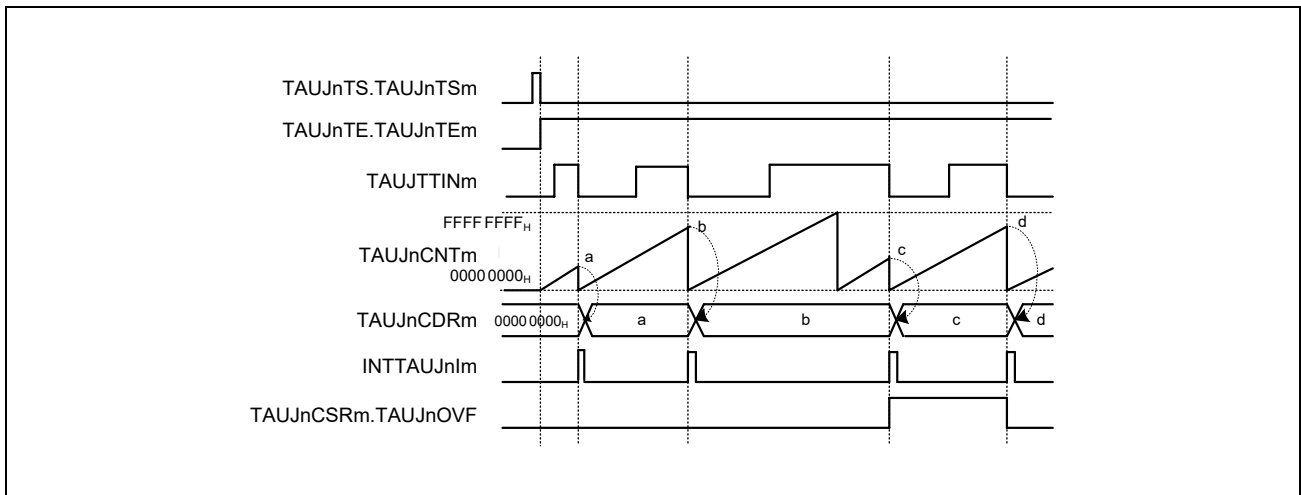 TAUJnTS.TAUJnTSm
TAUJnTE.TAUJnTEm
TAUJTTINm
FFFF FFFFH
TAUJnCNTm
0000 0000H
a
b
c
d
TAUJnCDRm
0000 0000H
a
b
c
d
INTTAUJnIm
TAUJnCSRm.TAUJnOVF